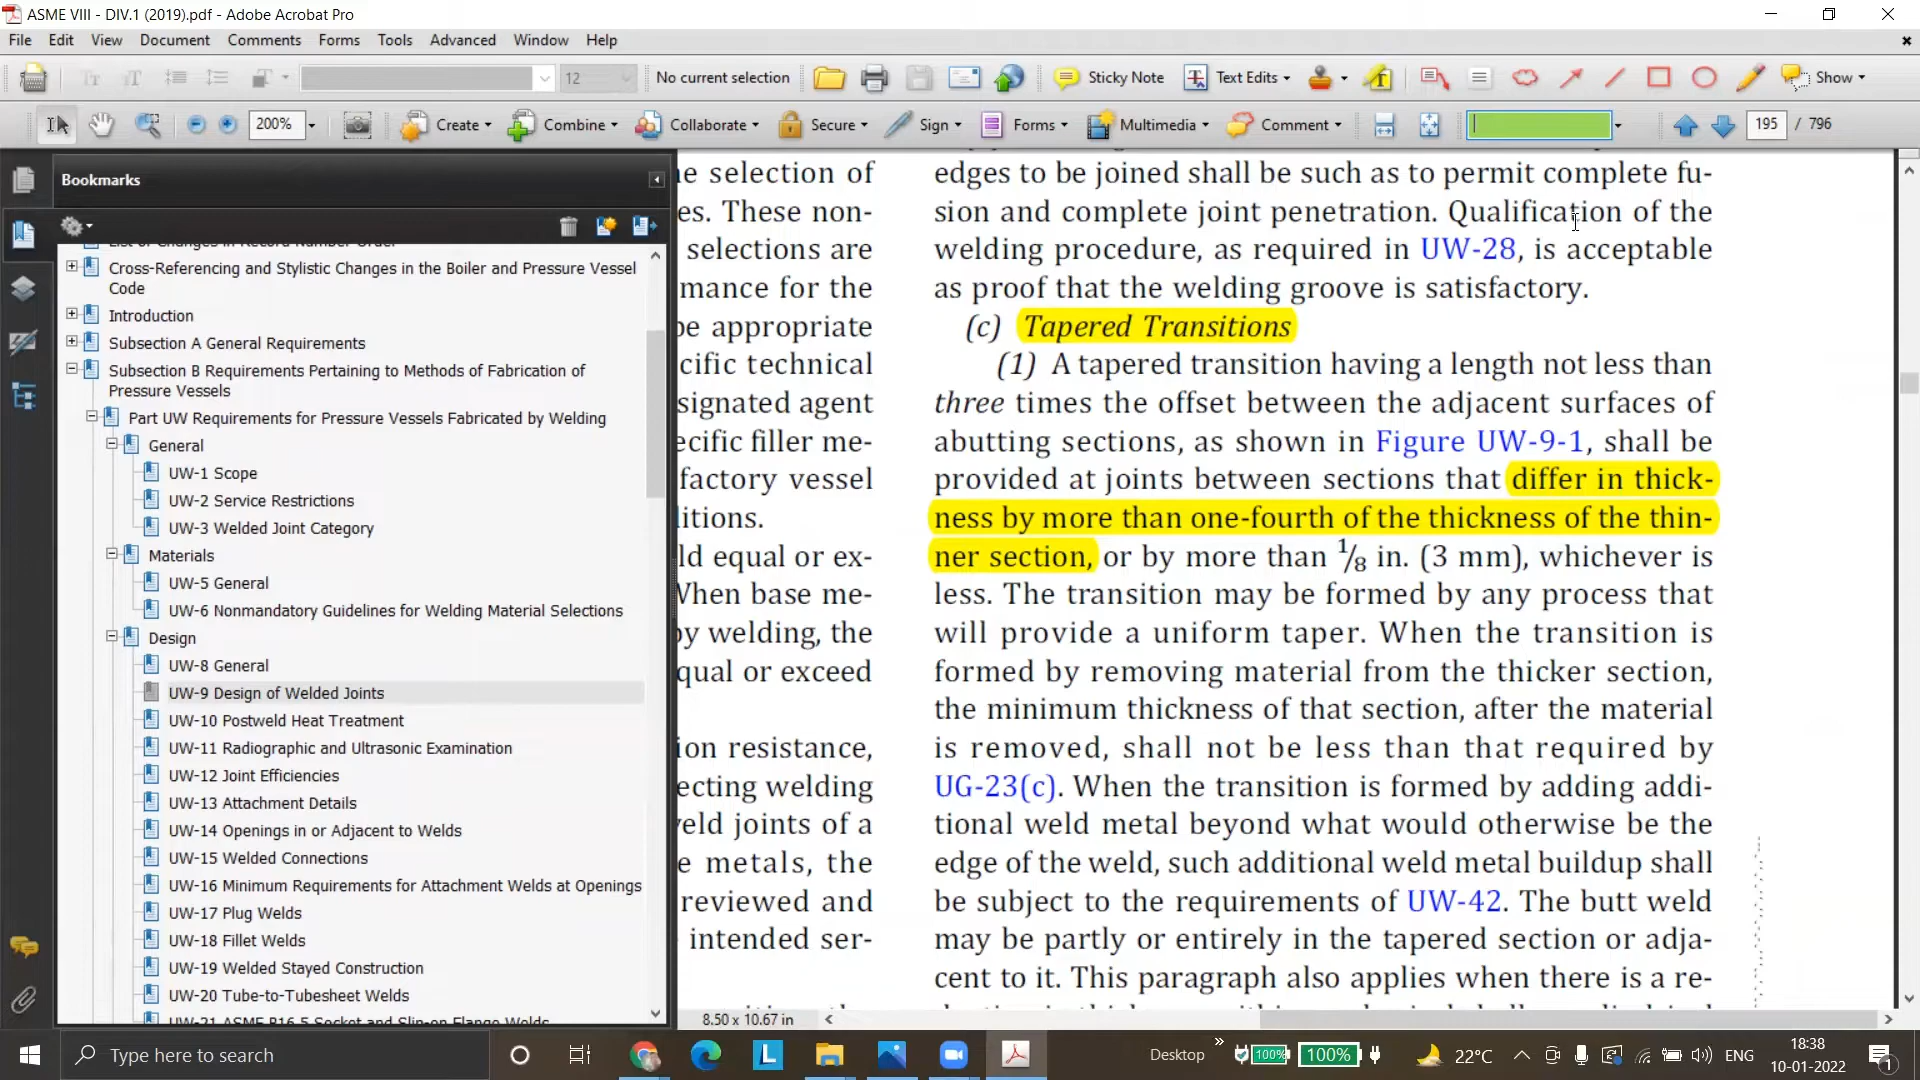 ASME VIII - DIV.1 (2019).pdf - Adobe Acrobat Pro
File Edit View Document Comments Forms Tools Advanced Window Help
12 No current selection Sticky Note Text Edits Show
200% Create Combine Collaborate Secure Sign Forms Multimedia Comment 195 / 796
Bookmarks
List of Changes in Record Number Order
Cross-Referencing and Stylistic Changes in the Boiler and Pressure Vessel
Code
Introduction
Subsection A General Requirements
Subsection B Requirements Pertaining to Methods of Fabrication of
Pressure Vessels
Part UW Requirements for Pressure Vessels Fabricated by Welding
General
UW-1 Scope
UW-2 Service Restrictions
UW-3 Welded Joint Category
Materials
UW-5 General
UW-6 Nonmandatory Guidelines for Welding Material Selections
Design
UW-8 General
UW-9 Design of Welded Joints
UW-10 Postweld Heat Treatment
UW-11 Radiographic and Ultrasonic Examination
UW-12 Joint Efficiencies
UW-13 Attachment Details
UW-14 Openings in or Adjacent to Welds
UW-15 Welded Connections
UW-16 Minimum Requirements for Attachment Welds at Openings
UW-17 Plug Welds
UW-18 Fillet Welds
UW-19 Welded Stayed Construction
UW-20 Tube-to-Tubesheet Welds
UW-21 ASME B16.5 Socket and Slip-on Flange Welds
e selection of
es. These non-
selections are
mance for the
be appropriate
cific technical
signated agent
ecific filler me-
factory vessel
litions.
ld equal or ex-
When base me-
by welding, the
qual or exceed
ion resistance,
ecting welding
veld joints of a
e metals, the
reviewed and
intended ser-
edges to be joined shall be such as to permit complete fu-
sion and complete joint penetration. Qualification of the
welding procedure, as required in UW-28, is acceptable
as proof that the welding groove is satisfactory.
(c) Tapered Transitions
(1) A tapered transition having a length not less than
three times the offset between the adjacent surfaces of
abutting sections, as shown in Figure UW-9-1, shall be
provided at joints between sections that differ in thick-
ness by more than one-fourth of the thickness of the thin-
ner section, or by more than 1/8 in. (3 mm), whichever is
less. The transition may be formed by any process that
will provide a uniform taper. When the transition is
formed by removing material from the thicker section,
the minimum thickness of that section, after the material
is removed, shall not be less than that required by
UG-23(c). When the transition is formed by adding addi-
tional weld metal beyond what would otherwise be the
edge of the weld, such additional weld metal buildup shall
be subject to the requirements of UW-42. The butt weld
may be partly or entirely in the tapered section or adja-
cent to it. This paragraph also applies when there is a re-
8.50 x 10.67 in
Type here to search
Desktop » 100% 100% 22°C ENG
18:38
10-01-2022
1